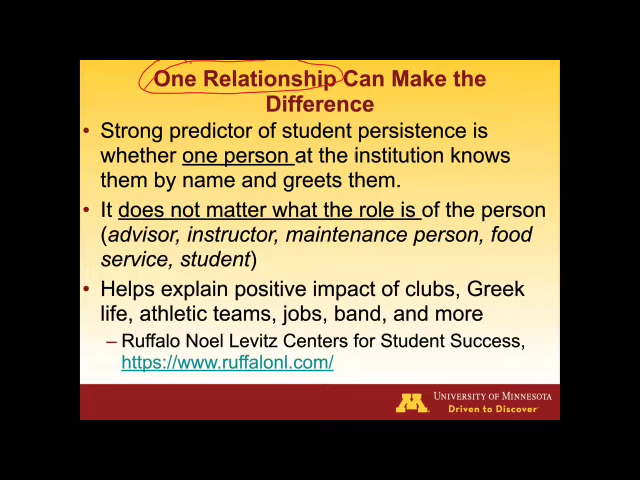 One Relationship Can Make the
Difference
• Strong predictor of student persistence is
whether one person at the institution knows
them by name and greets them.
• It does not matter what the role is of the person
(advisor, instructor, maintenance person, food
service, student)
• Helps explain positive impact of clubs, Greek
life, athletic teams, jobs, band, and more
– Ruffalo Noel Levitz Centers for Student Success,
https://www.ruffalonl.com/
M
UNIVERSITY OF MINNESOTA
Driven to Discover